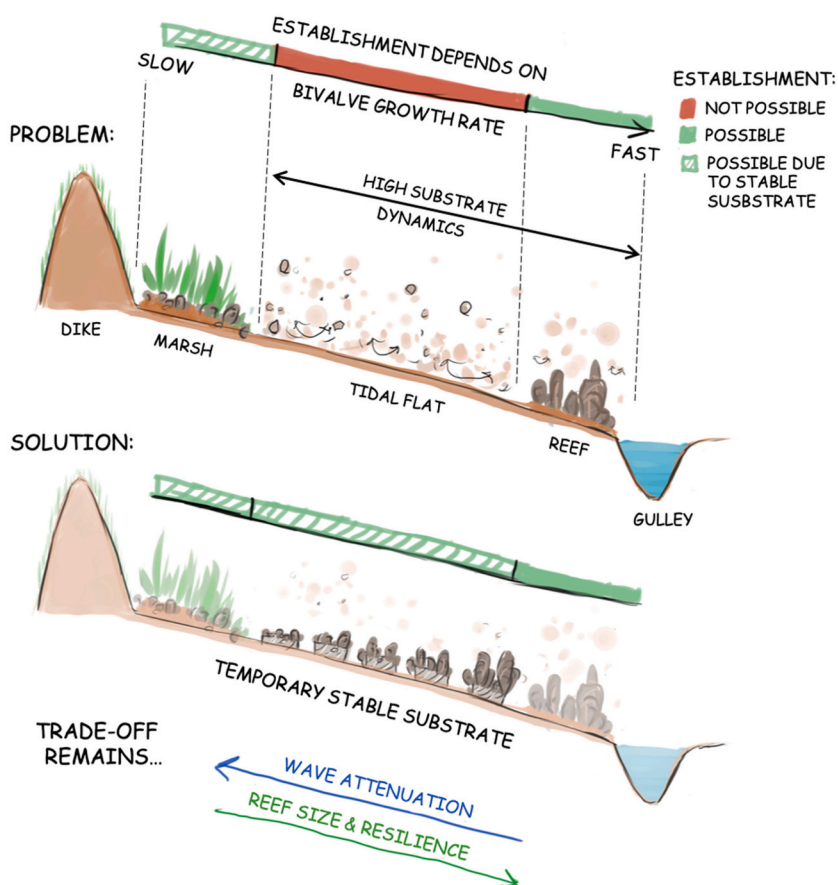 ESTABLISHMENT DEPENDS ON
SLOW
BIVALVE GROWTH RATE
FAST
ESTABLISHMENT:
NOT POSSIBLE
POSSIBLE
POSSIBLE DUE
TO STABLE
SUSBSTRATE
PROBLEM:
HIGH SUBSTRATE
DYNAMICS
DIKE
MARSH
TIDAL FLAT
REEF
GULLEY
SOLUTION:
TEMPORARY STABLE SUBSTRATE
TRADE-OFF
REMAINS...
WAVE ATTENUATION
REEF SIZE & RESILIENCE